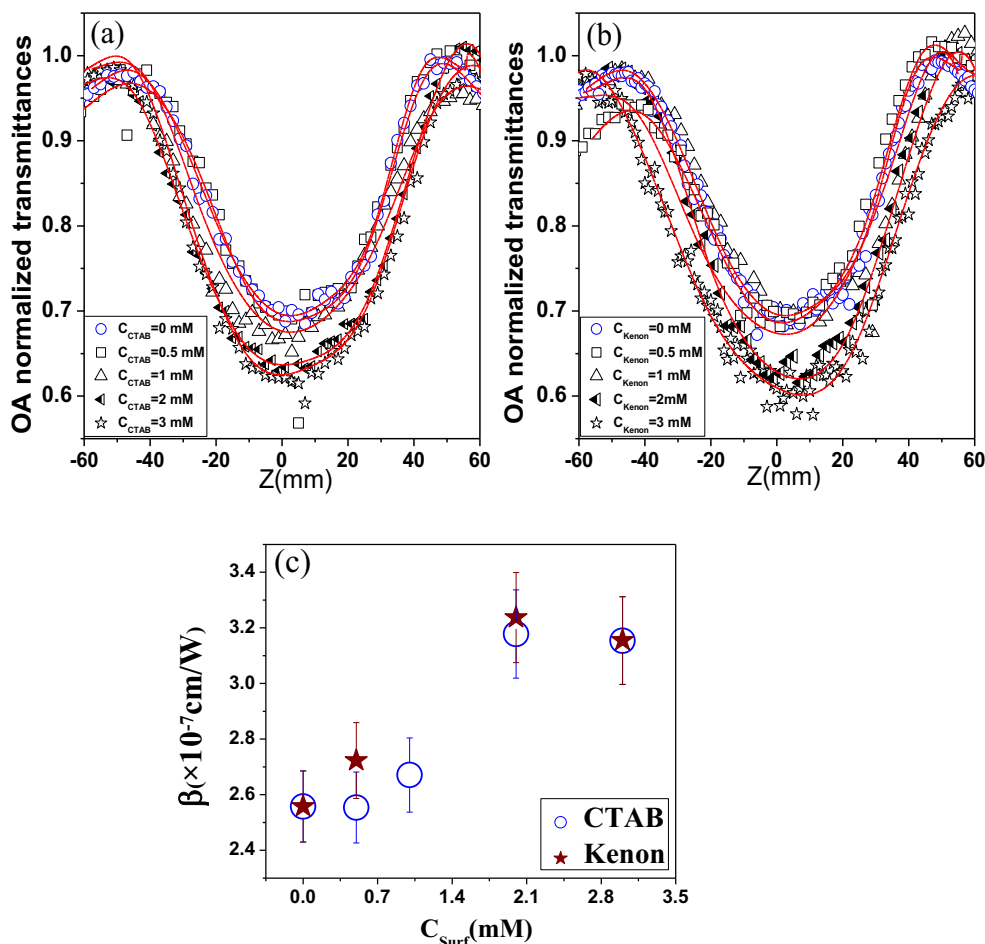 (a)
OA normalized transmittances
1.0
0.9
0.8
0.7
0.6
C_CTAB=0 mM
C_CTAB=0.5 mM
C_CTAB=1 mM
C_CTAB=2 mM
C_CTAB=3 mM
-60 -40 -20 0 20 40 60
Z(mm)
(b)
OA normalized transmittances
1.0
0.9
0.8
0.7
0.6
C_Kenon=0 mM
C_Kenon=0.5 mM
C_Kenon=1 mM
C_Kenon=2mM
C_Kenon=3 mM
-60 -40 -20 0 20 40 60
Z(mm)
(c)
β(×10⁻⁷cm/W)
3.4
3.2
3.0
2.8
2.6
2.4
CTAB
Kenon
0.0 0.7 1.4 2.1 2.8 3.5
C_Surf(mM)